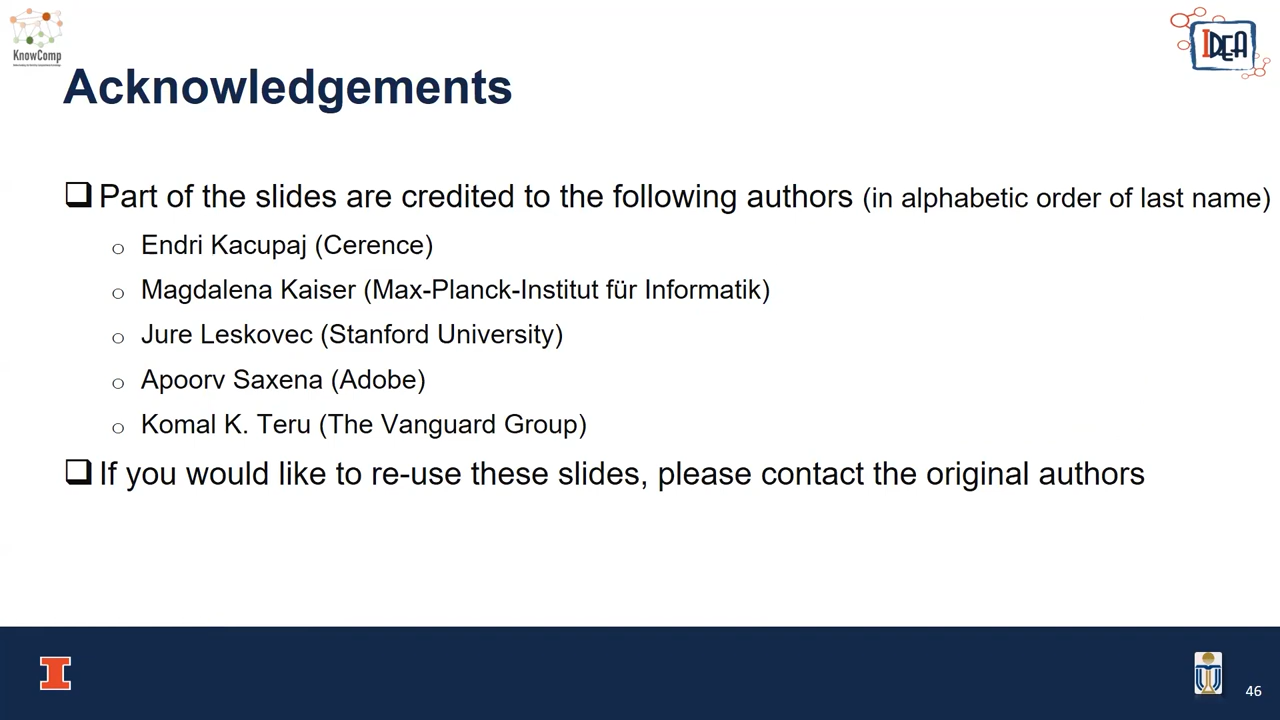 KnowComp
IDEA
Acknowledgements
Part of the slides are credited to the following authors (in alphabetic order of last name)
Endri Kacupaj (Cerence)
Magdalena Kaiser (Max-Planck-Institut für Informatik)
Jure Leskovec (Stanford University)
Apoorv Saxena (Adobe)
Komal K. Teru (The Vanguard Group)
If you would like to re-use these slides, please contact the original authors
I
46